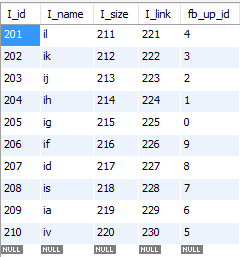 I_id I_name I_size I_link fb_up_id
201 il 211 221 4
202 ik 212 222 3
203 ij 213 223 2
204 ih 214 224 1
205 ig 215 225 0
206 if 216 226 9
207 id 217 227 8
208 is 218 228 7
209 ia 219 229 6
210 iv 220 230 5
NULL NULL NULL NULL NULL